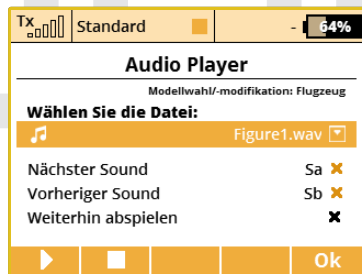 Tx Standard - 64%
Audio Player
Modellwahl/-modifikation: Flugzeug
Wählen Sie die Datei:
Figure1.wav
Nächster Sound Sa
Vorheriger Sound Sb
Weiterhin abspielen
Ok